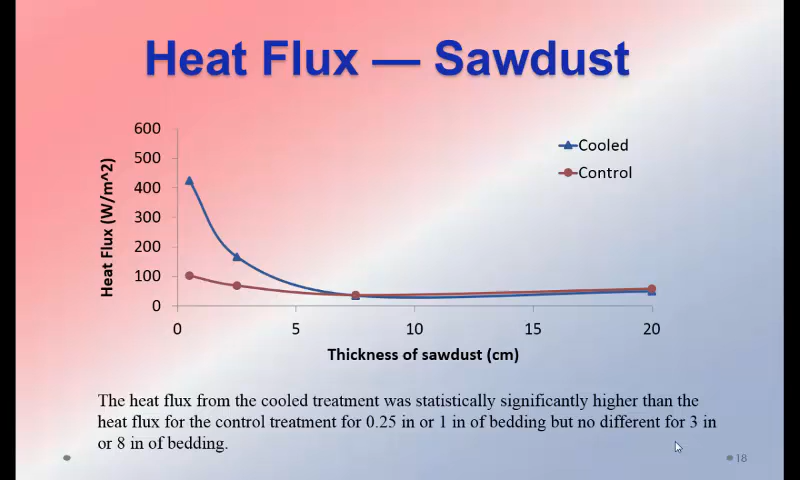 Heat Flux — Sawdust
600
500
400
300
200
100
0
Heat Flux (W/m^2)
Cooled
Control
0 5 10 15 20
Thickness of sawdust (cm)
The heat flux from the cooled treatment was statistically significantly higher than the
heat flux for the control treatment for 0.25 in or 1 in of bedding but no different for 3 in
or 8 in of bedding.
18